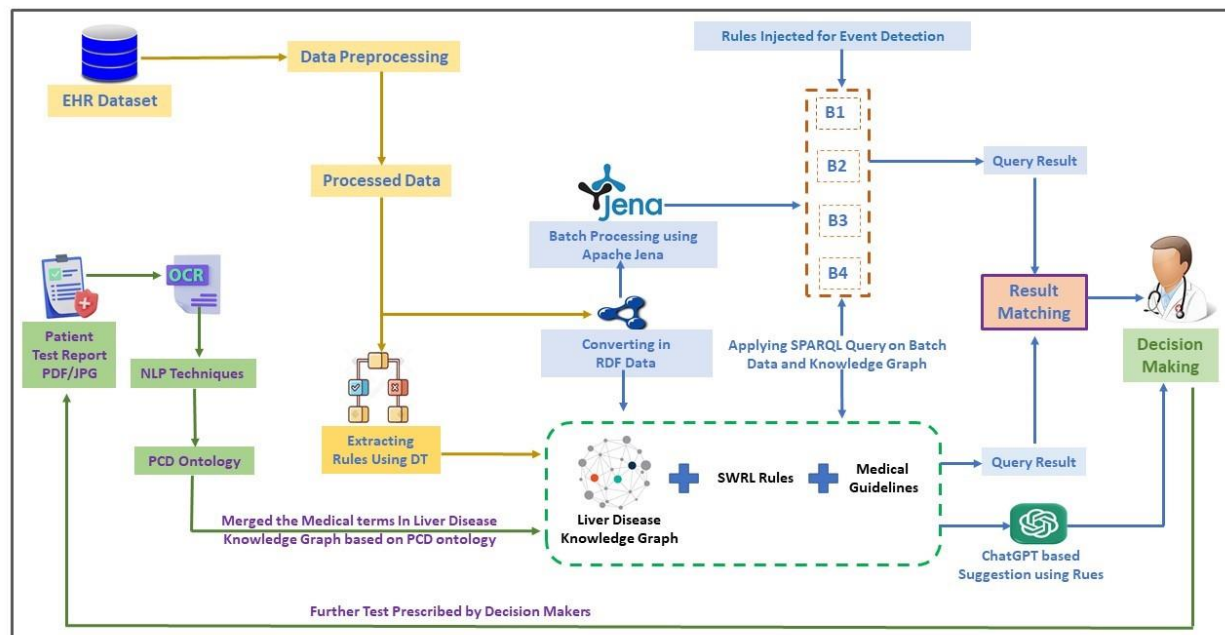 Rules Injected for Event Detection
EHR Dataset
Data Preprocessing
B1
Processed Data
Jena
B2
Query Result
B3
Batch Processing using
Apache Jena
B4
OCR
Result
Matching
Patient
Test Report
PDF/JPG
NLP Techniques
Converting in
RDF Data
Applying SPARQL Query on Batch
Data and Knowledge Graph
Decision
Making
Extracting
Rules Using DT
PCD Ontology
SWRL Rules
Medical
Guidelines
Query Result
Merged the Medical terms In Liver Disease
Knowledge Graph based on PCD ontology
Liver Disease
Knowledge Graph
ChatGPT based
Suggestion using Rues
Further Test Prescribed by Decision Makers